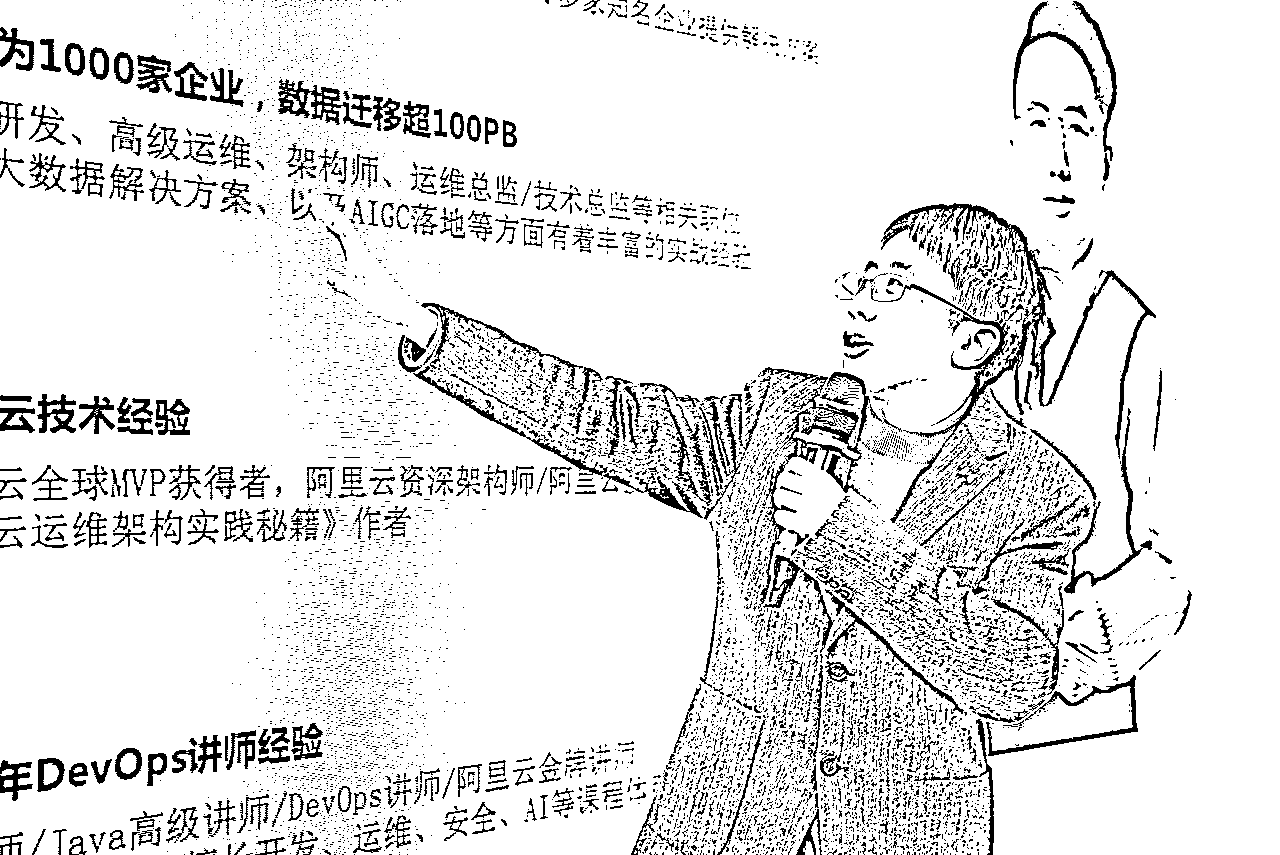 多家知名企业提供解决方案
为1000家企业，数据迁移超100PB
研发、高级运维、架构师、运维总监/技术总监等相关职位
大数据解决方案、以及AIGC落地等方面有着丰富的实战经验
云技术经验
云全球MVP获得者，阿里云资深架构师/阿里云
云运维架构实践秘籍》作者
年DevOps讲师经验
师/Java高级讲师/DevOps讲师/阿里云金牌讲师
擅长开发、运维、安全、AI等课程